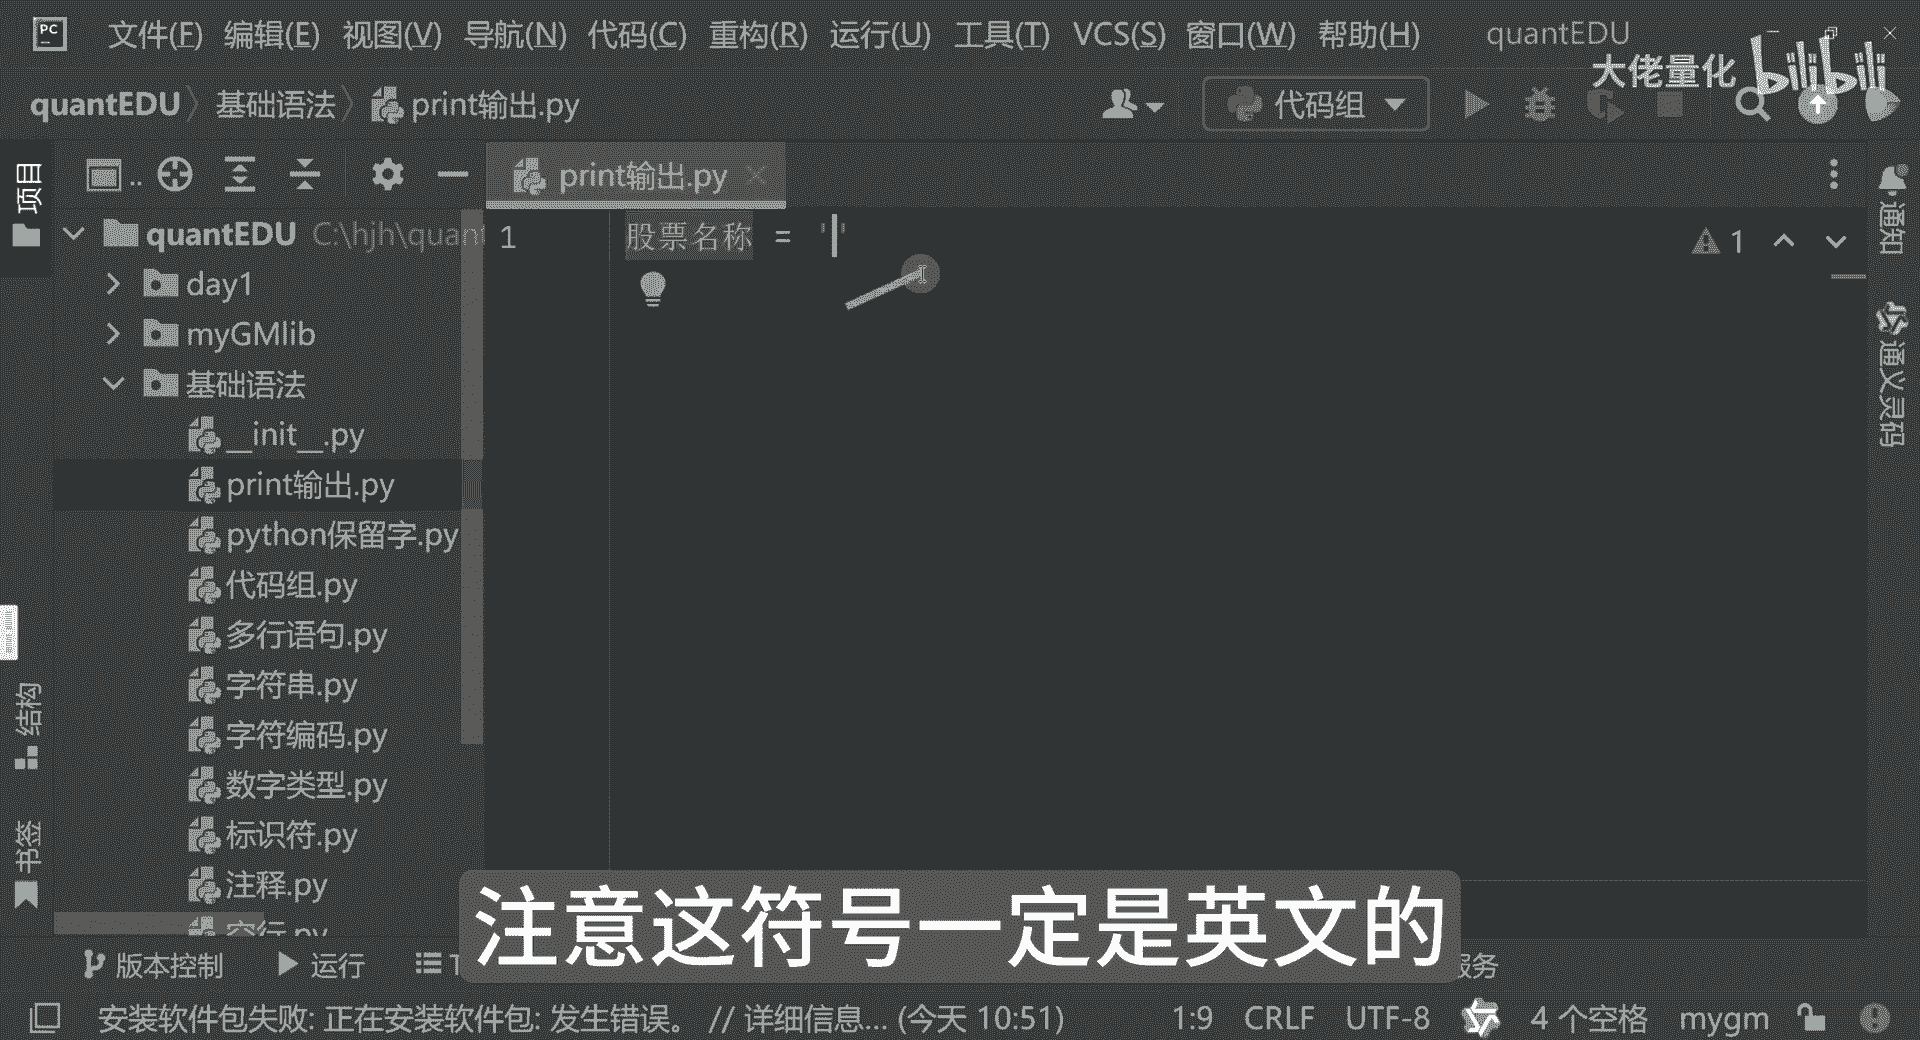 文件(F) 编辑(E) 视图(V) 导航(N) 代码(C) 重构(R) 运行(U) 工具(T) VCS(S) 窗口(W) 帮助(H) quantEDU
大佬量化 bilibili
quantEDU 基础语法 print输出.py 代码组
项目
print输出.py
通知
quantEDU C:\hjh\quant
1 股票名称 = ''
1
day1
myGMlib
通义灵码
基础语法
__init__.py
print输出.py
python保留字.py
代码组.py
多行语句.py
字符串.py
结构
字符编码.py
数字类型.py
标识符.py
书签
注释.py
空行.py
注意这符号一定是英文的
版本控制 运行 服务
安装软件包失败: 正在安装软件包: 发生错误。 // 详细信息... (今天 10:51) 1:9 CRLF UTF-8 4 个空格 mygm